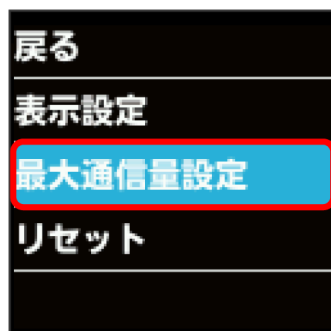 戻る
表示設定
最大通信量設定
リセット